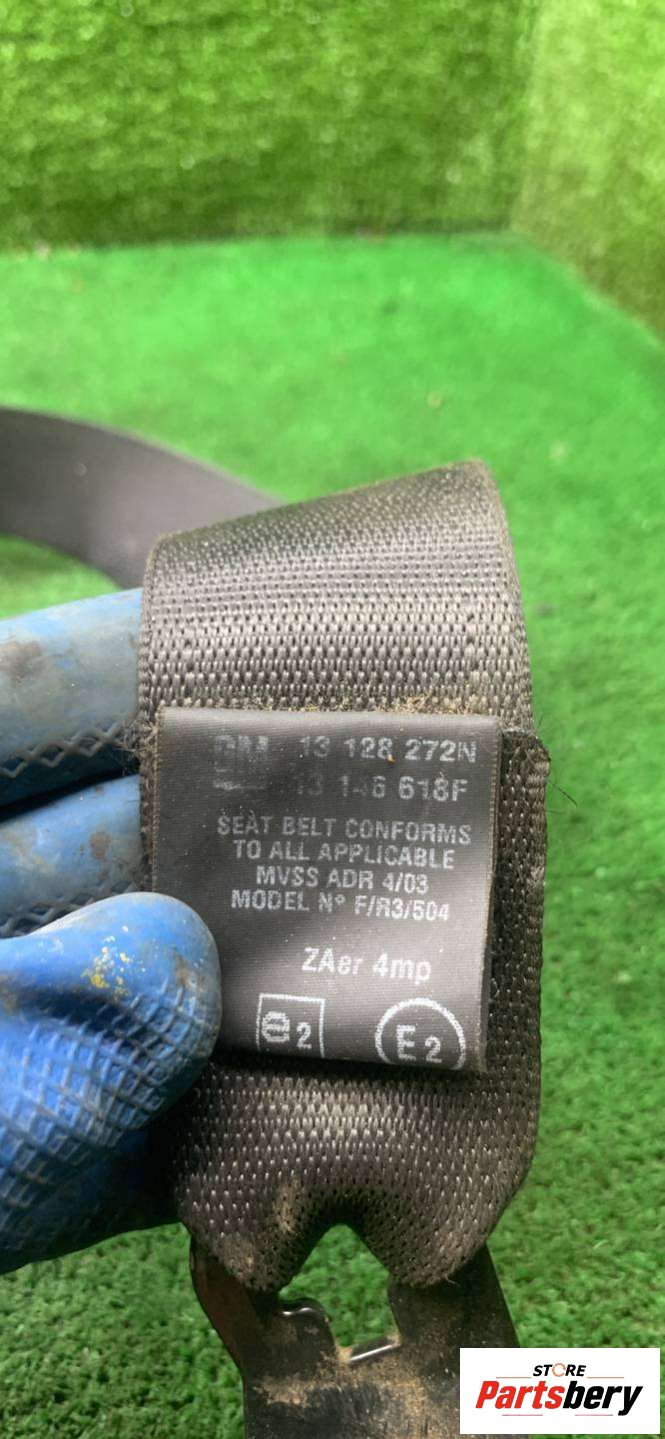 GM 13 128 272N
13 146 618F
SEAT BELT CONFORMS
TO ALL APPLICABLE
MVSS ADR 4/03
MODEL Nº F/R3/504
ZAer 4mp
e2 E2
STORE
Partsbery